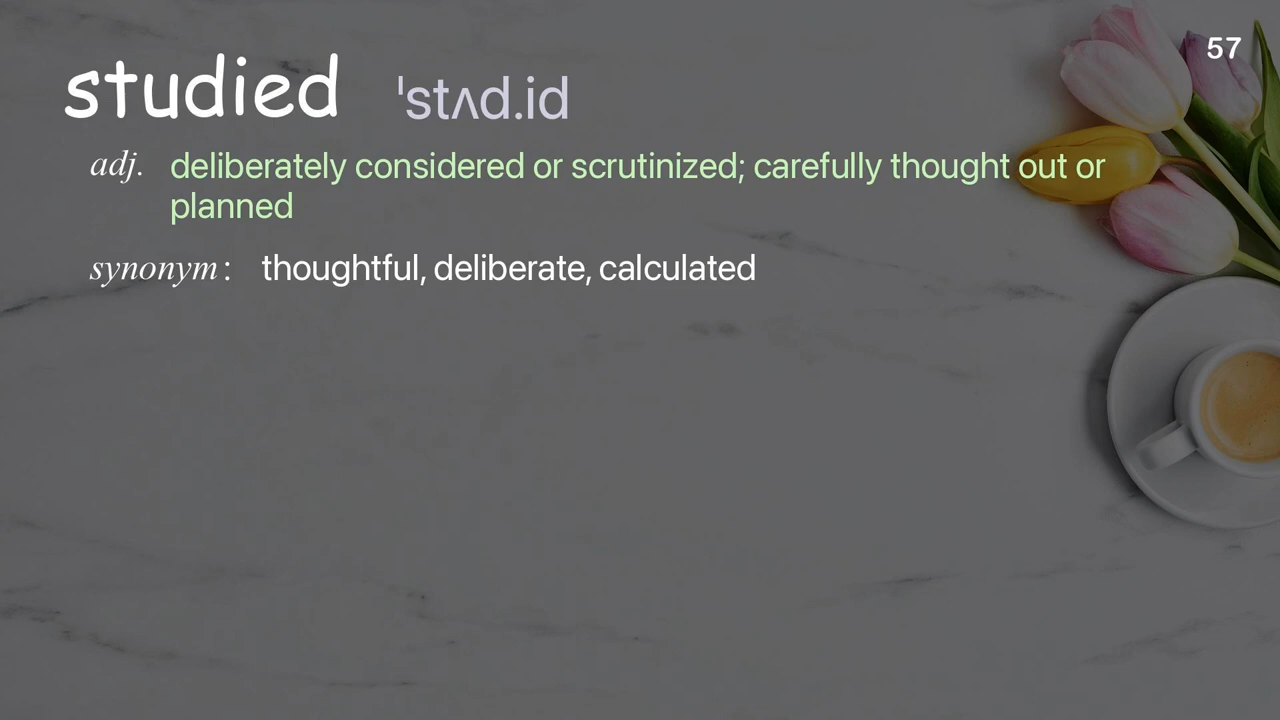 57
studied ˈstʌd.id
adj. deliberately considered or scrutinized; carefully thought out or
planned
synonym : thoughtful, deliberate, calculated